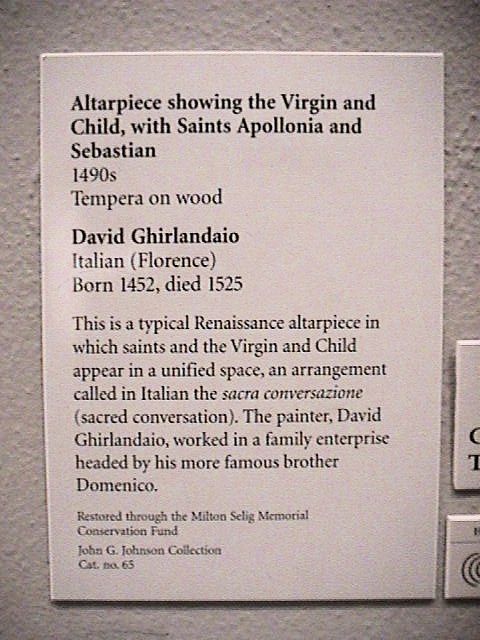 Altarpiece showing the Virgin and
Child, with Saints Apollonia and
Sebastian
1490s
Tempera on wood
David Ghirlandaio
Italian (Florence)
Born 1452, died 1525
This is a typical Renaissance altarpiece in
which saints and the Virgin and Child
appear in a unified space, an arrangement
called in Italian the sacra conversazione
(sacred conversation). The painter, David
Ghirlandaio, worked in a family enterprise
headed by his more famous brother
Domenico.
Restored through the Milton Selig Memorial
Conservation Fund
John G. Johnson Collection
Cat. no. 65